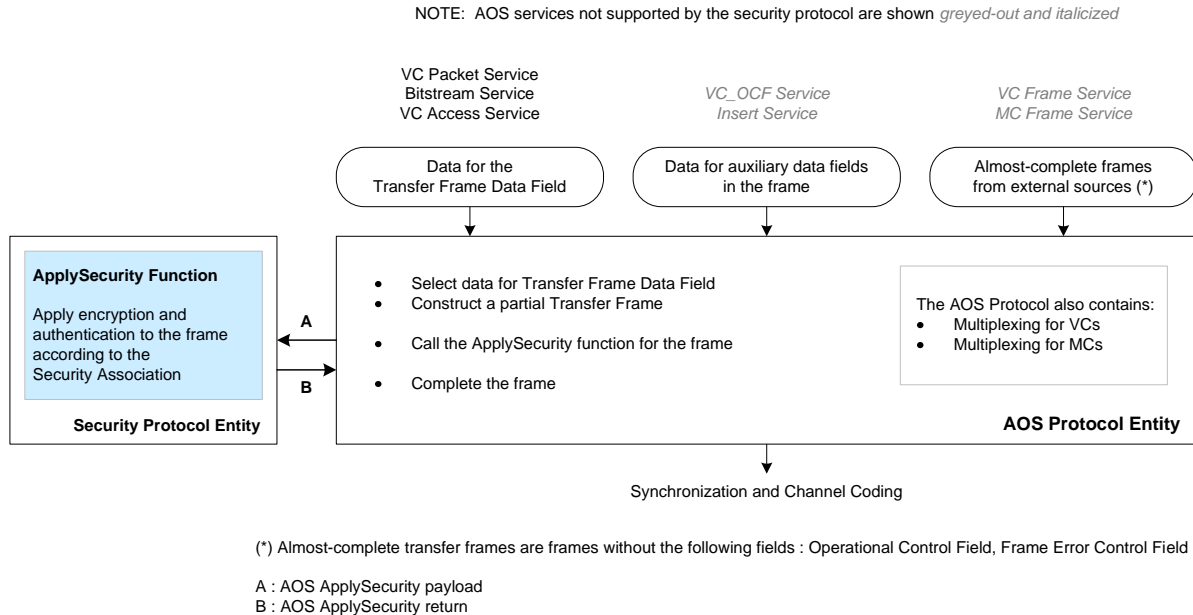 NOTE: AOS services not supported by the security protocol are shown greyed-out and italicized
VC Packet Service
Bitstream Service
VC Access Service
VC_OCF Service
Insert Service
VC Frame Service
MC Frame Service
Data for the
Transfer Frame Data Field
Data for auxiliary data fields
in the frame
Almost-complete frames
from external sources (*)
ApplySecurity Function
Apply encryption and
authentication to the frame
according to the
Security Association
Security Protocol Entity
A
B
• Select data for Transfer Frame Data Field
• Construct a partial Transfer Frame
• Call the ApplySecurity function for the frame
• Complete the frame
The AOS Protocol also contains:
• Multiplexing for VCs
• Multiplexing for MCs
AOS Protocol Entity
Synchronization and Channel Coding
(*) Almost-complete transfer frames are frames without the following fields : Operational Control Field, Frame Error Control Field
A : AOS ApplySecurity payload
B : AOS ApplySecurity return